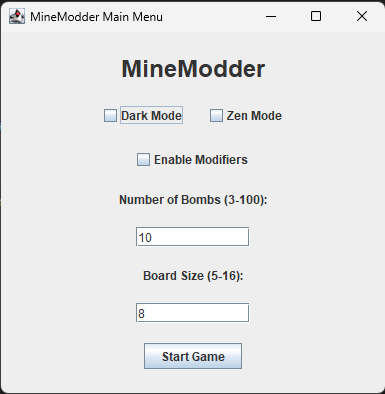 MineModder Main Menu
MineModder
Dark Mode Zen Mode
Enable Modifiers
Number of Bombs (3-100):
10
Board Size (5-16):
8
Start Game